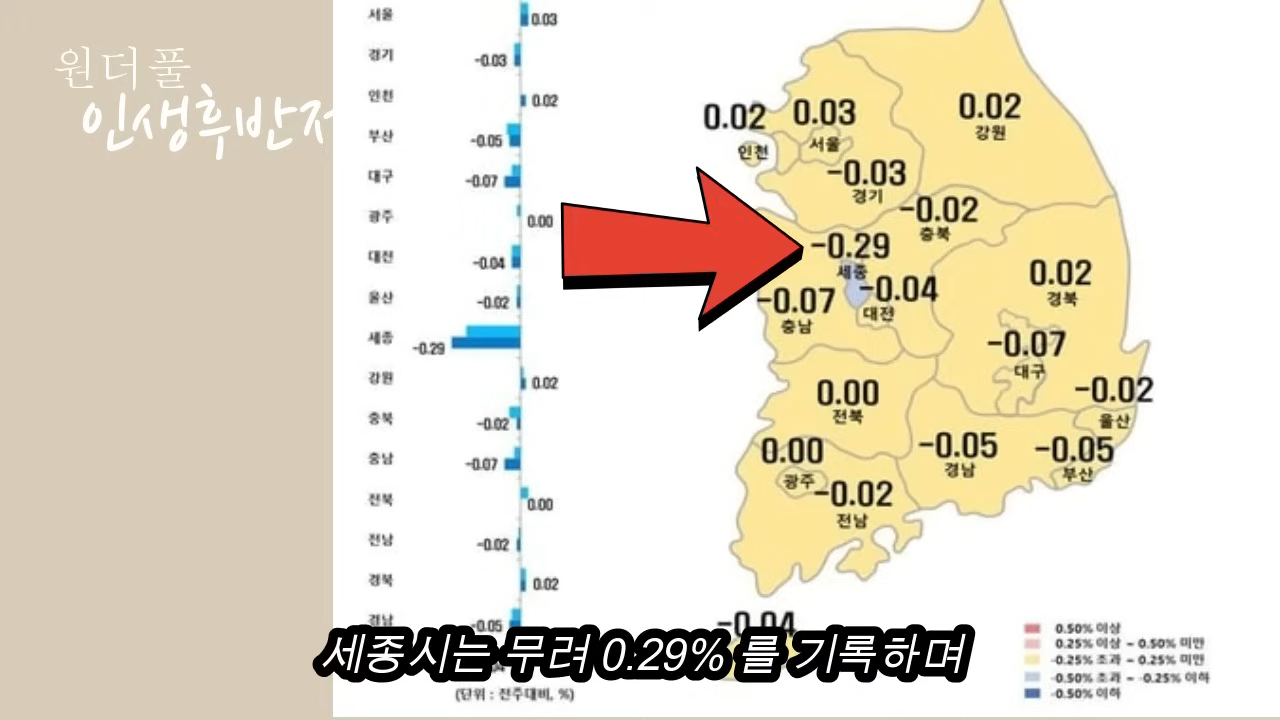 원더풀
인생후반전
서울 0.03
경기 -0.03
인천 0.02
부산 -0.05
대구 -0.07
광주 0.00
대전 -0.04
울산 -0.02
세종 -0.29
강원 0.02
충북 -0.02
충남 -0.07
전북 0.00
전남 -0.02
경북 0.02
경남 -0.05
(단위 : 전주대비, %)
0.02
인천
0.03
서울
0.02
강원
-0.03
경기
-0.02
충북
-0.29
세종
-0.04
대전
-0.07
충남
0.02
경북
-0.07
대구
-0.02
울산
0.00
전북
-0.05
경남
-0.05
부산
0.00
광주
-0.02
전남
-0.04
0.50% 이상
0.25% 이상 ~ 0.50% 미만
-0.25% 초과 ~ 0.25% 미만
-0.50% 초과 ~ -0.25% 이하
-0.50% 이하
세종시는 무려 0.29% 를 기록하며